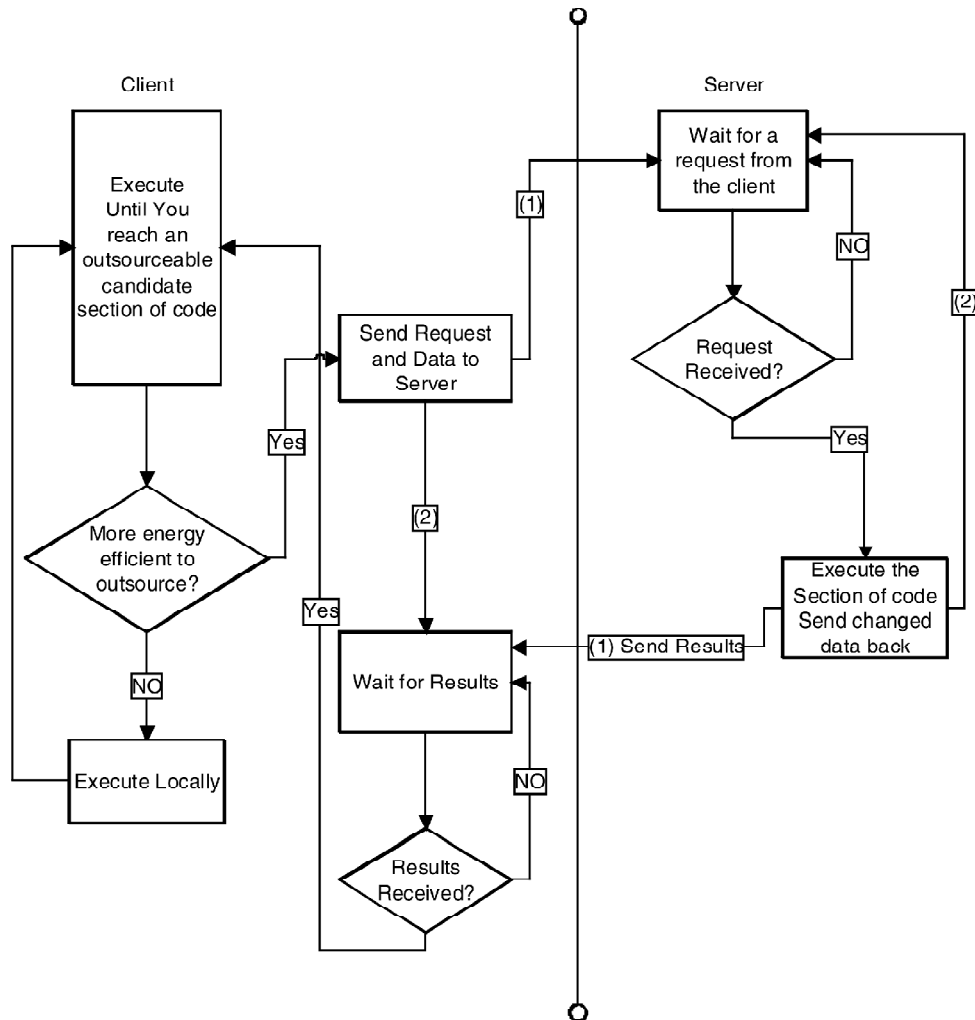 Client
Execute
Until You
reach an
outsourceable
candidate
section of code
More energy
efficient to
outsource?
Yes
NO
Execute Locally
Send Request
and Data to
Server
(1)
(2)
Wait for Results
Results
Received?
NO
Yes
Server
Wait for a
request from
the client
Request
Received?
NO
Yes
Execute the
Section of code
Send changed
data back
(1) Send Results
(2)